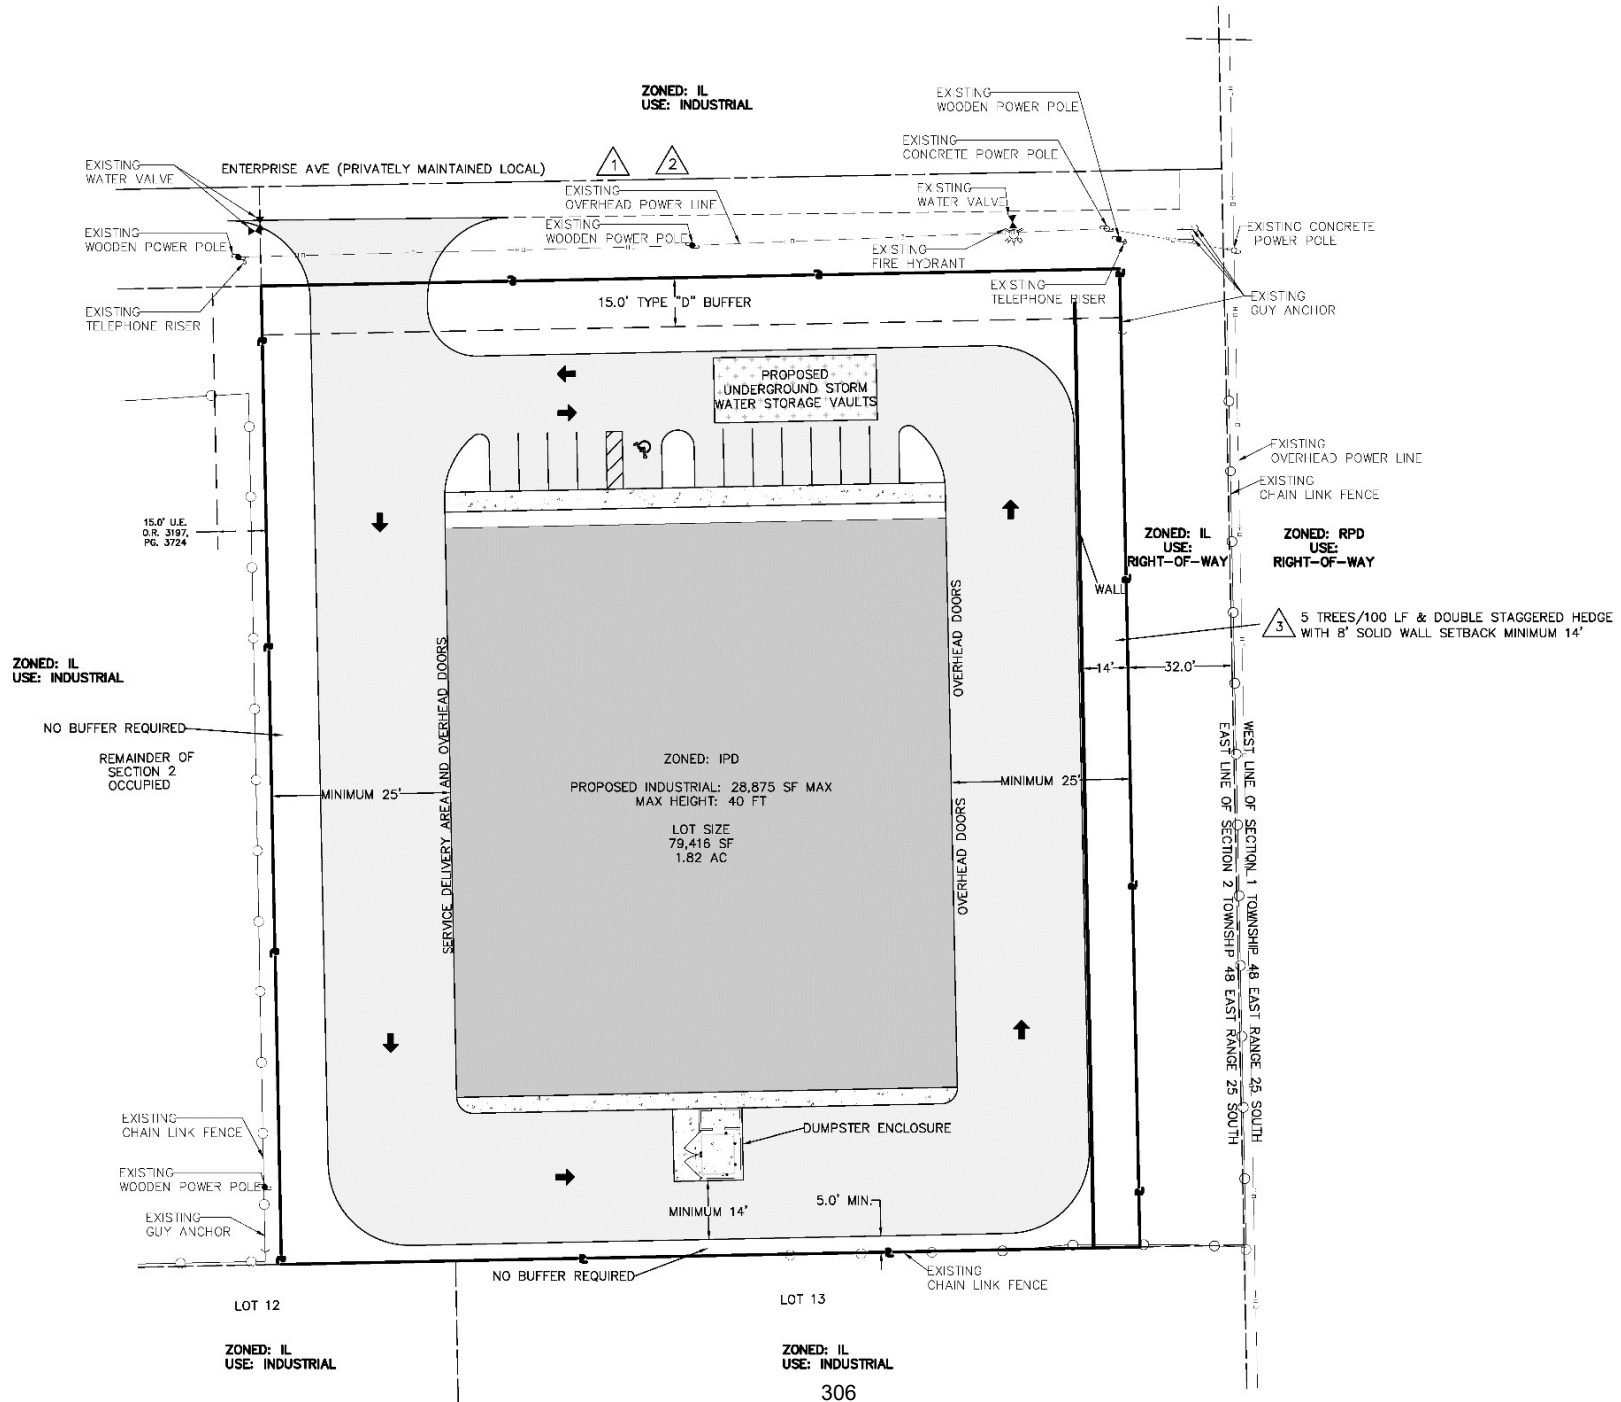 ZONED: IL
USE: INDUSTRIAL
EXISTING
WOODEN POWER POLE
EXISTING
CONCRETE POWER POLE
EXISTING
WATER VALVE
ENTERPRISE AVE (PRIVATELY MAINTAINED LOCAL)
1
2
EXISTING
OVERHEAD POWER LINE
EXISTING
WATER VALVE
EXISTING
WOODEN POWER POLE
EXISTING
WOODEN POWER POLE
EXISTING
FIRE HYDRANT
EXISTING CONCRETE
POWER POLE
EXISTING
TELEPHONE RISER
15.0' TYPE "D" BUFFER
EXISTING
TELEPHONE RISER
EXISTING
GUY ANCHOR
PROPOSED
UNDERGROUND STORM
WATER STORAGE VAULTS
EXISTING
OVERHEAD POWER LINE
EXISTING
CHAIN LINK FENCE
15.0' U.E.
O.R. 3197,
PG. 3724
ZONED: IL
USE:
RIGHT-OF-WAY
ZONED: RPD
USE:
RIGHT-OF-WAY
WALL
3
5 TREES/100 LF & DOUBLE STAGGERED HEDGE
WITH 8' SOLID WALL SETBACK MINIMUM 14'
OVERHEAD DOORS
SERVICE DELIVERY AREA AND OVERHEAD DOORS
ZONED: IL
USE: INDUSTRIAL
14'
32.0'
NO BUFFER REQUIRED
REMAINDER OF
SECTION 2
OCCUPIED
MINIMUM 25'
ZONED: IPD
PROPOSED INDUSTRIAL: 28,875 SF MAX
MAX HEIGHT: 40 FT
LOT SIZE
79,416 SF
1.82 AC
MINIMUM 25'
OVERHEAD DOORS
WEST LINE OF SECTION 1 TOWNSHIP 48 EAST RANGE 25 SOUTH
EAST LINE OF SECTION 2 TOWNSHIP 48 EAST RANGE 25 SOUTH
EXISTING
CHAIN LINK FENCE
DUMPSTER ENCLOSURE
EXISTING
WOODEN POWER POLE
MINIMUM 14'
5.0' MIN.
EXISTING
GUY ANCHOR
NO BUFFER REQUIRED
EXISTING
CHAIN LINK FENCE
LOT 12
LOT 13
ZONED: IL
USE: INDUSTRIAL
ZONED: IL
USE: INDUSTRIAL
306